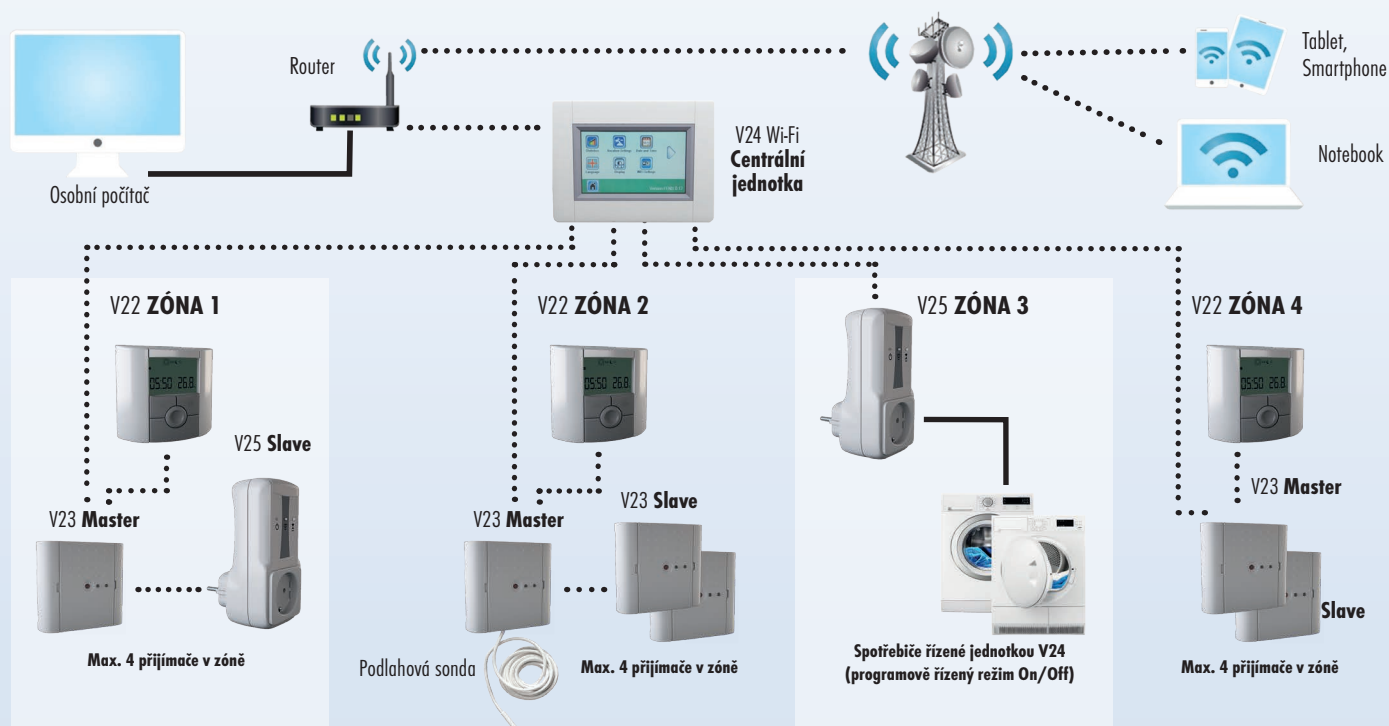 Router
Tablet,
Smartphone
V24 Wi-Fi
Centrální
jednotka
Notebook
Osobní počítač
V22 ZÓNA 1
V22 ZÓNA 2
V25 ZÓNA 3
V22 ZÓNA 4
05:50 26.8
05:50 26.8
05:50 26.8
V25 Slave
V23 Master
V23 Master
V23 Slave
V23 Master
Slave
Max. 4 přijímače v zóně
Podlahová sonda
Max. 4 přijímače v zóně
Spotřebiče řízené jednotkou V24
(programově řízený režim On/Off)
Max. 4 přijímače v zóně